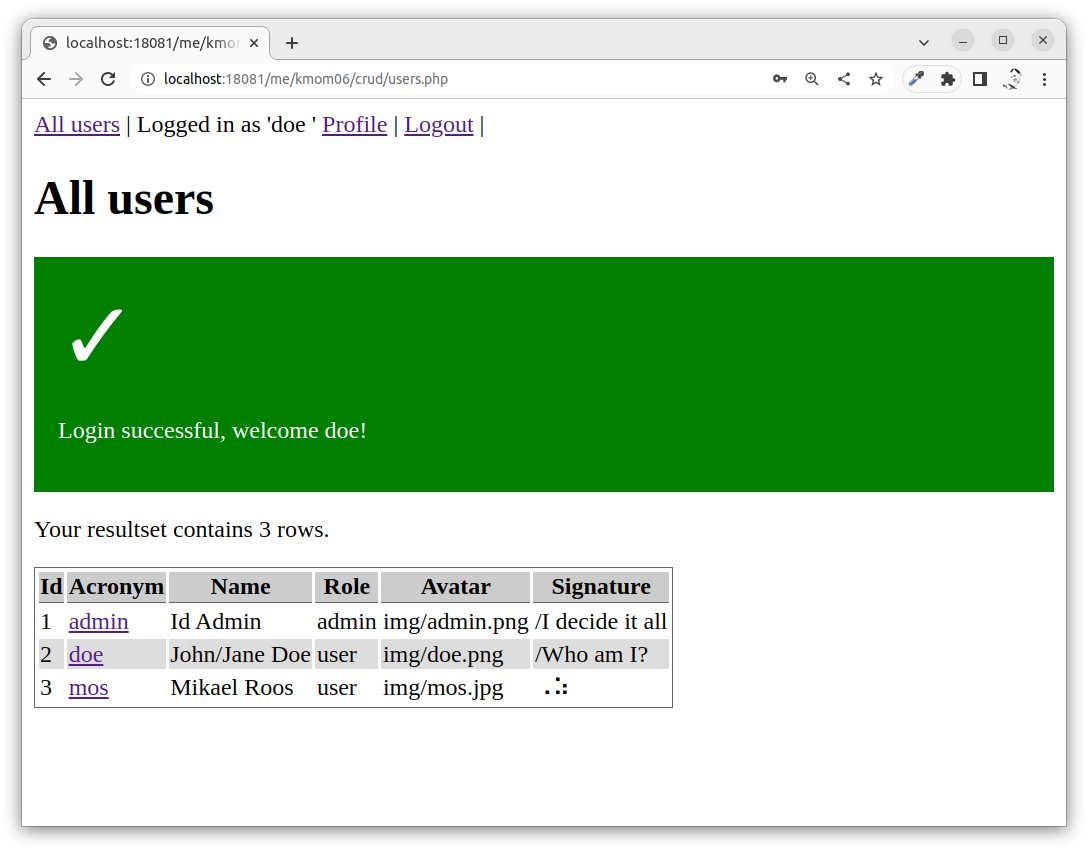 localhost:18081/me/kmom
localhost:18081/me/kmom06/crud/users.php
All users | Logged in as 'doe ' Profile | Logout |
All users
✓
Login successful, welcome doe!
Your resultset contains 3 rows.
Id Acronym Name Role Avatar Signature
1 admin Id Admin admin img/admin.png /I decide it all
2 doe John/Jane Doe user img/doe.png /Who am I?
3 mos Mikael Roos user img/mos.jpg